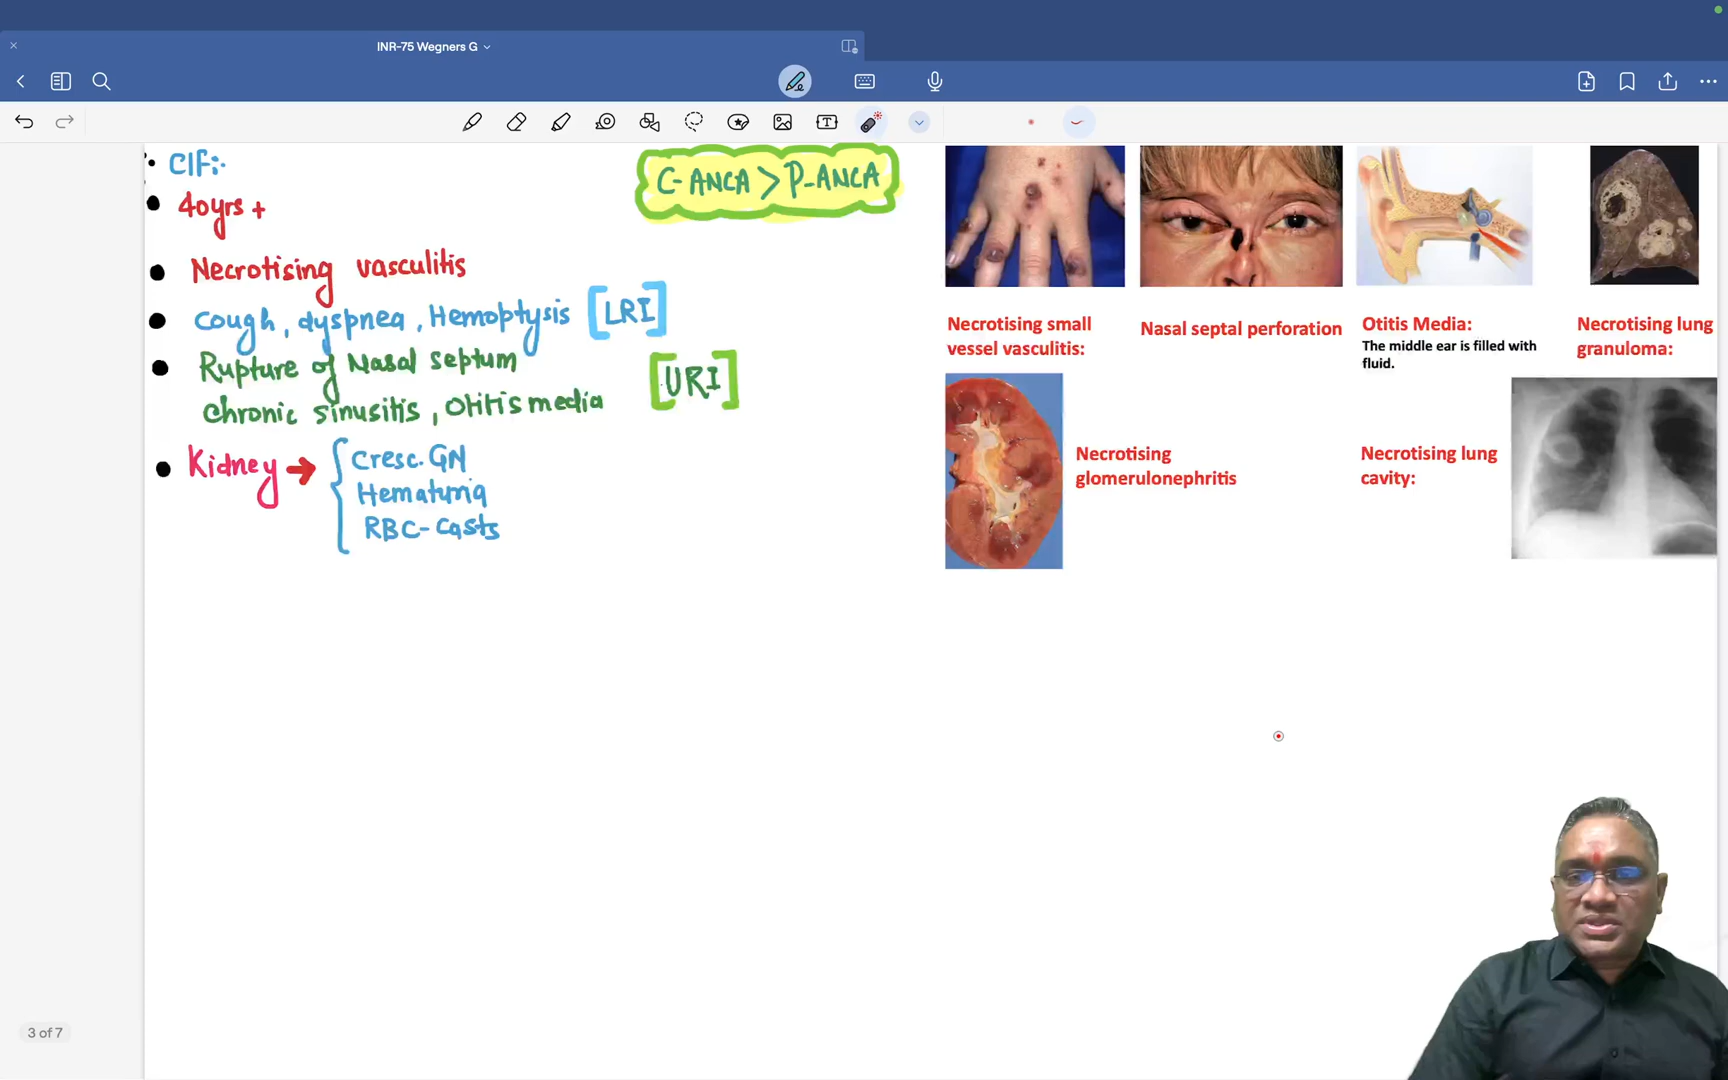 INR-75 Wegners G
• C/F:-
• 40yrs +
C-ANCA > P-ANCA
• Necrotising vasculitis
• Cough, dyspnea, Hemoptysis [LRI]
• Rupture of Nasal septum
Chronic sinusitis, Otitis media [URI]
• Kidney → { Cresc. GN
Hematuria
RBC-Casts
Necrotising small
vessel vasculitis:
Nasal septal perforation
Otitis Media:
The middle ear is filled with
fluid.
Necrotising lung
granuloma:
Necrotising
glomerulonephritis
Necrotising lung
cavity:
3 of 7